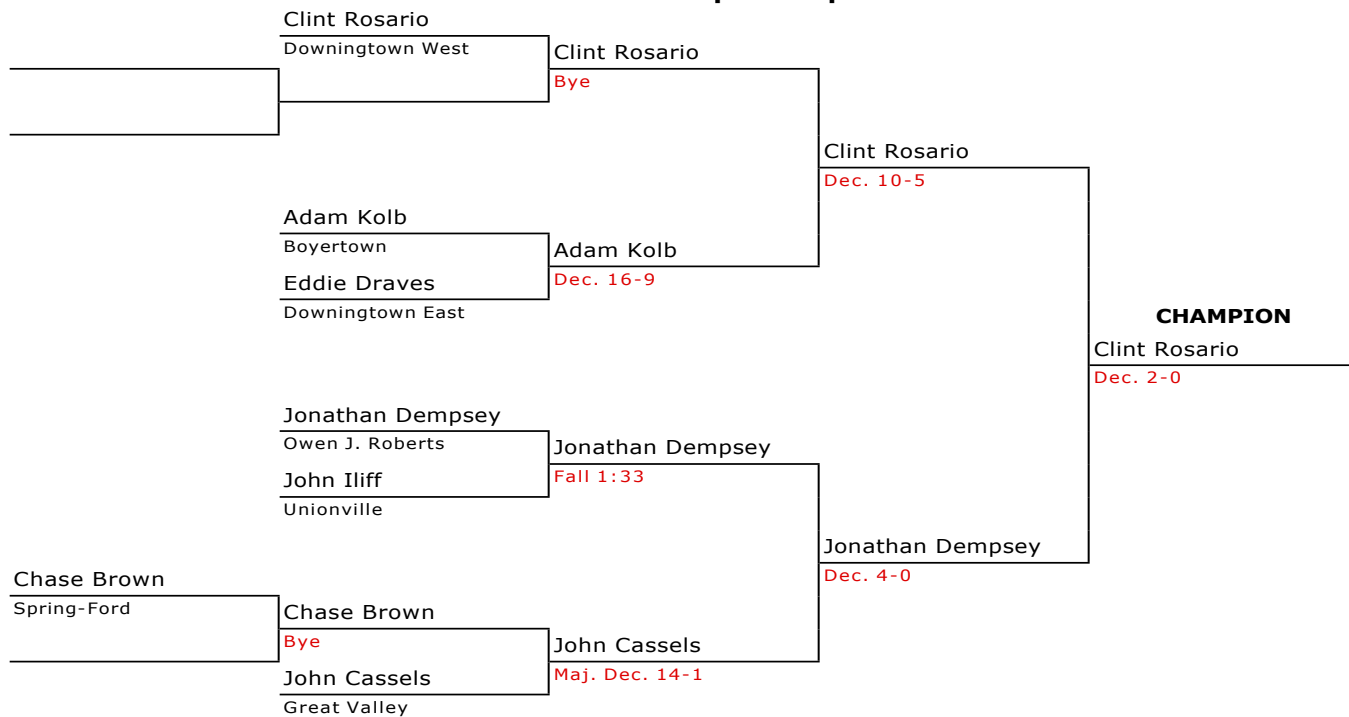 Clint Rosario
Downingtown West
Clint Rosario
Bye
Clint Rosario
Dec. 10-5
Adam Kolb
Boyertown
Adam Kolb
Dec. 16-9
Eddie Draves
Downingtown East
CHAMPION
Clint Rosario
Dec. 2-0
Jonathan Dempsey
Owen J. Roberts
Jonathan Dempsey
Fall 1:33
John Iliff
Unionville
Jonathan Dempsey
Dec. 4-0
Chase Brown
Spring-Ford
Chase Brown
Bye
John Cassels
Maj. Dec. 14-1
John Cassels
Great Valley